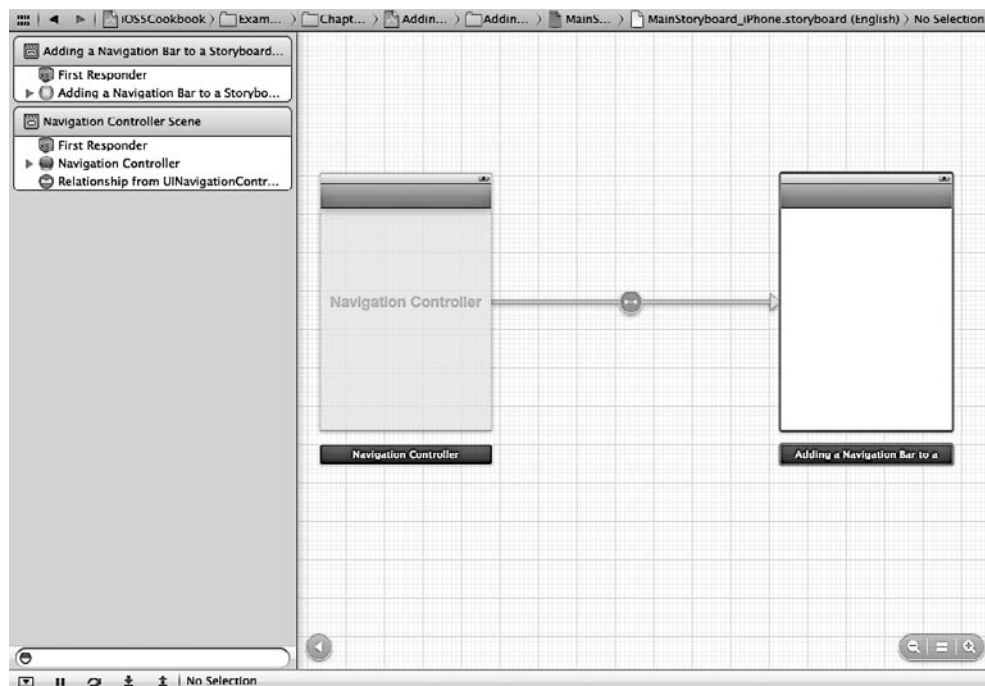 iOS5Cookbook 〉 Exam... 〉 Chapt... 〉 Addin... 〉 Addin... 〉 MainS... 〉 MainStoryboard_iPhone.storyboard (English) 〉 No Selection
Adding a Navigation Bar to a Storyboard...
First Responder
Adding a Navigation Bar to a Storybo...
Navigation Controller Scene
First Responder
Navigation Controller
Relationship from UINavigationContr...
Navigation Controller
Navigation Controller
Adding a Navigation Bar to a
No Selection